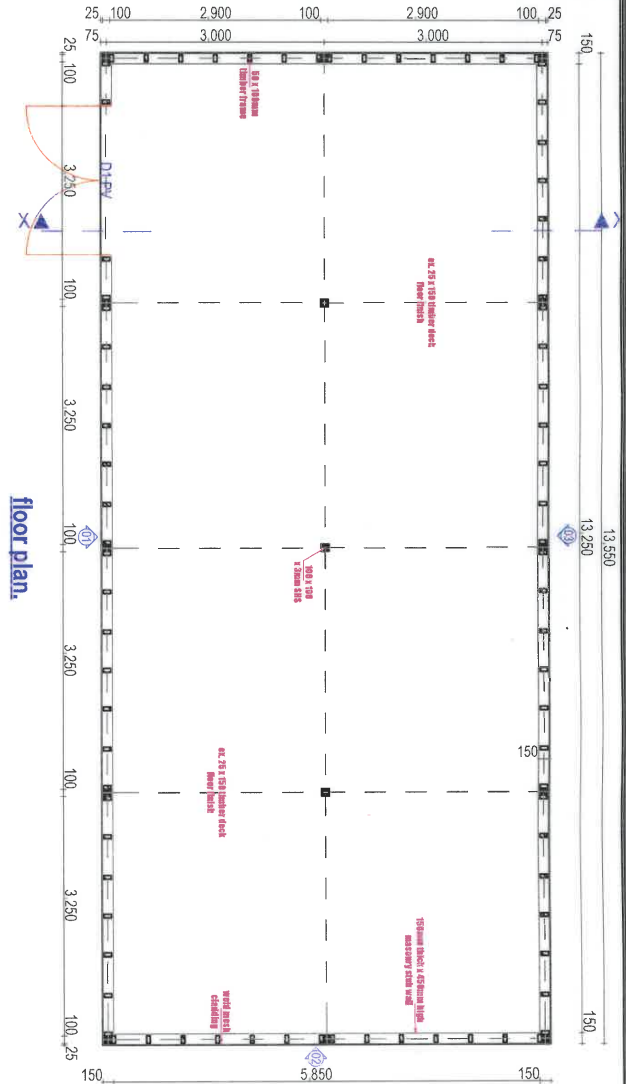 25
100
2,900
100
2,900
100
25
75
3,000
3,000
75
150
13,250
13,550
150
25
100
3,250
100
3,250
100
3,250
100
3,250
100
25
50 x 100mm
timber frame
D1-RV
X
X
ex. 25 x 150 timber deck
floor finish
01
03
100 x 100
x 3mm SHS
150
ex. 25 x 150 timber deck
floor finish
150mm thick x 450mm high
masonry stub wall
weld mesh
cladding
02
150
5,850
150
floor plan.